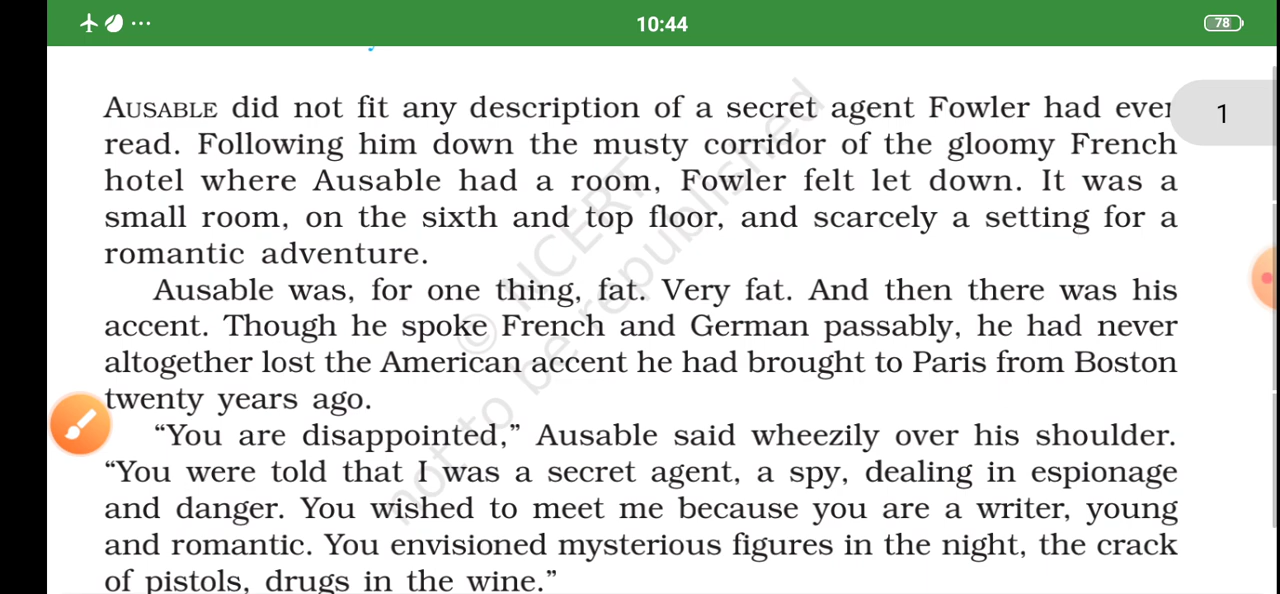 10:44
78
AUSABLE did not fit any description of a secret agent Fowler had ever
1
read. Following him down the musty corridor of the gloomy French
hotel where Ausable had a room, Fowler felt let down. It was a
small room, on the sixth and top floor, and scarcely a setting for a
romantic adventure.
Ausable was, for one thing, fat. Very fat. And then there was his
accent. Though he spoke French and German passably, he had never
altogether lost the American accent he had brought to Paris from Boston
twenty years ago.
“You are disappointed,” Ausable said wheezily over his shoulder.
“You were told that I was a secret agent, a spy, dealing in espionage
and danger. You wished to meet me because you are a writer, young
and romantic. You envisioned mysterious figures in the night, the crack
of pistols, drugs in the wine.”
© NCERT
not to be republished